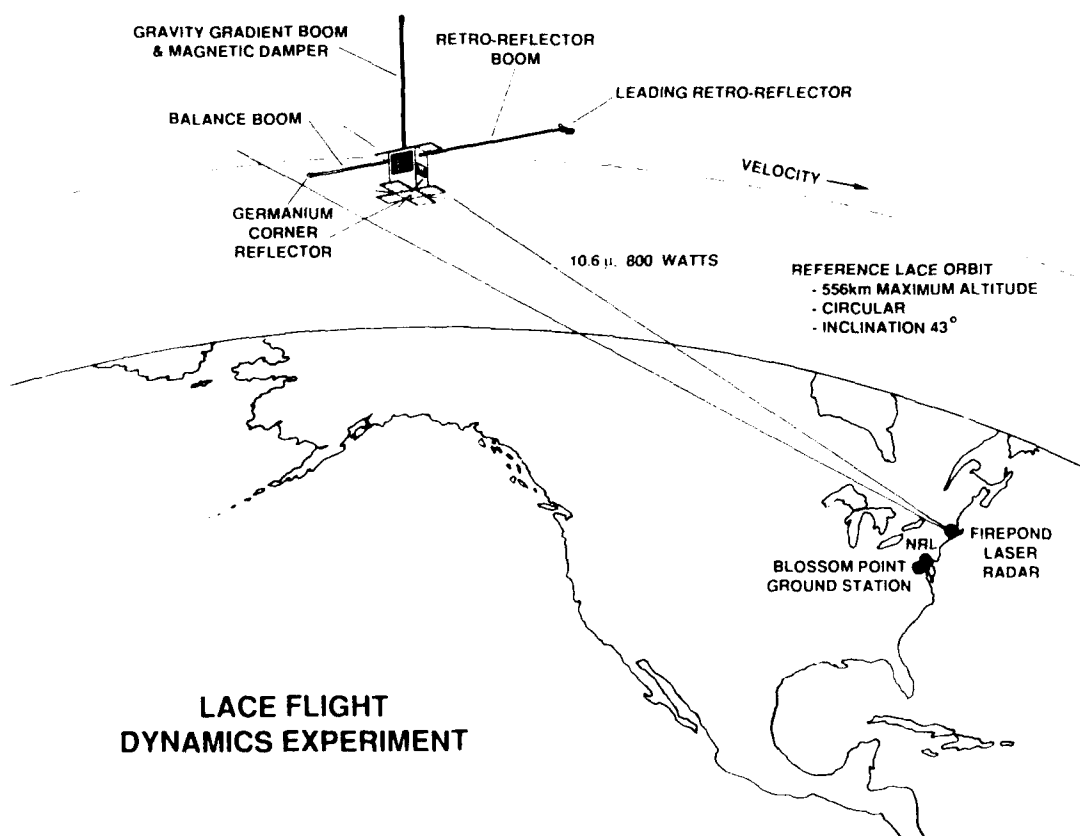 GRAVITY GRADIENT BOOM
& MAGNETIC DAMPER
RETRO-REFLECTOR
BOOM
LEADING RETRO-REFLECTOR
BALANCE BOOM
VELOCITY
GERMANIUM
CORNER
REFLECTOR
10.6 μ. 800 WATTS
REFERENCE LACE ORBIT
- 556km MAXIMUM ALTITUDE
- CIRCULAR
- INCLINATION 43°
NRL
FIREPOND
LASER
RADAR
BLOSSOM POINT
GROUND STATION
LACE FLIGHT
DYNAMICS EXPERIMENT